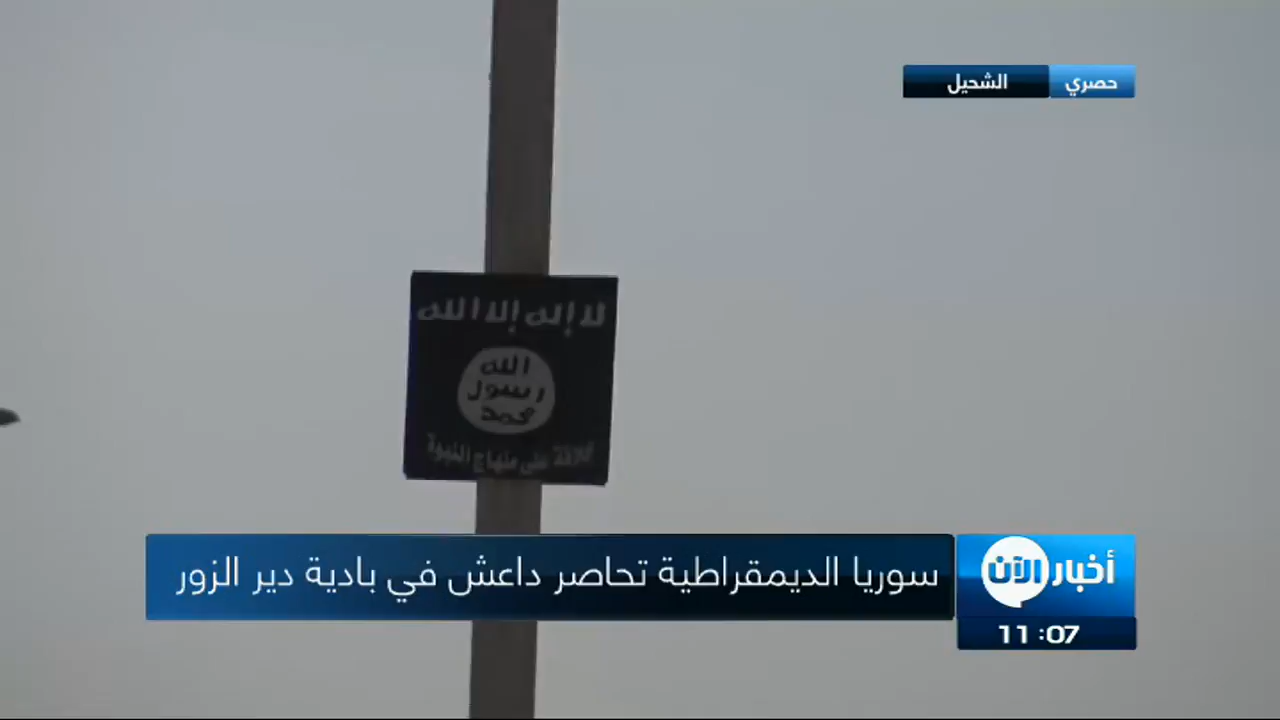 حصري
الشحيل
لا إله إلا الله
الله
رسول
محمد
خلافة على منهاج النبوة
سوريا الديمقراطية تحاصر داعش في بادية دير الزور
أخبار الآن
11:07